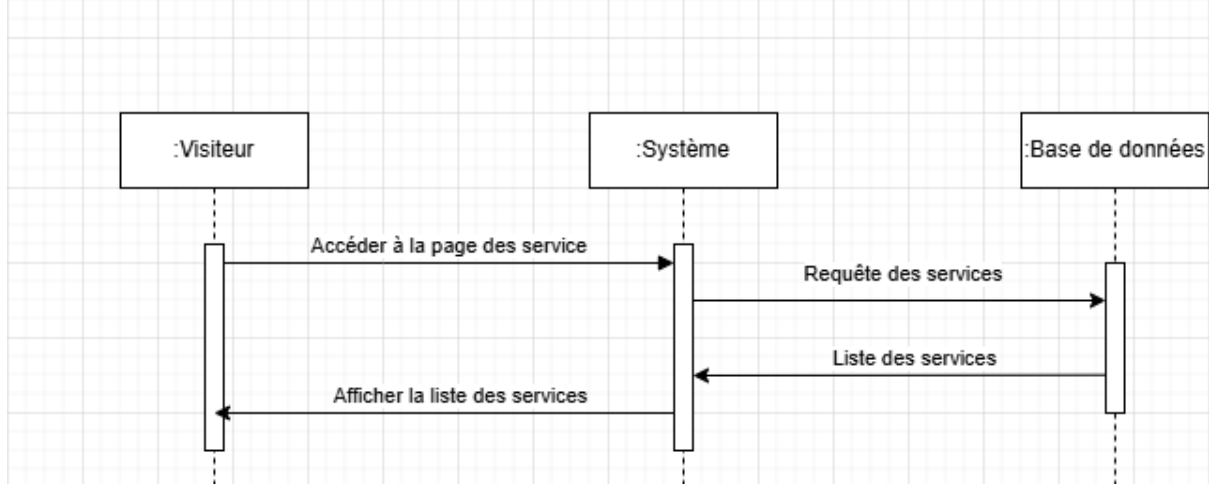 :Visiteur
:Système
:Base de données
Accéder à la page des service
Requête des services
Liste des services
Afficher la liste des services